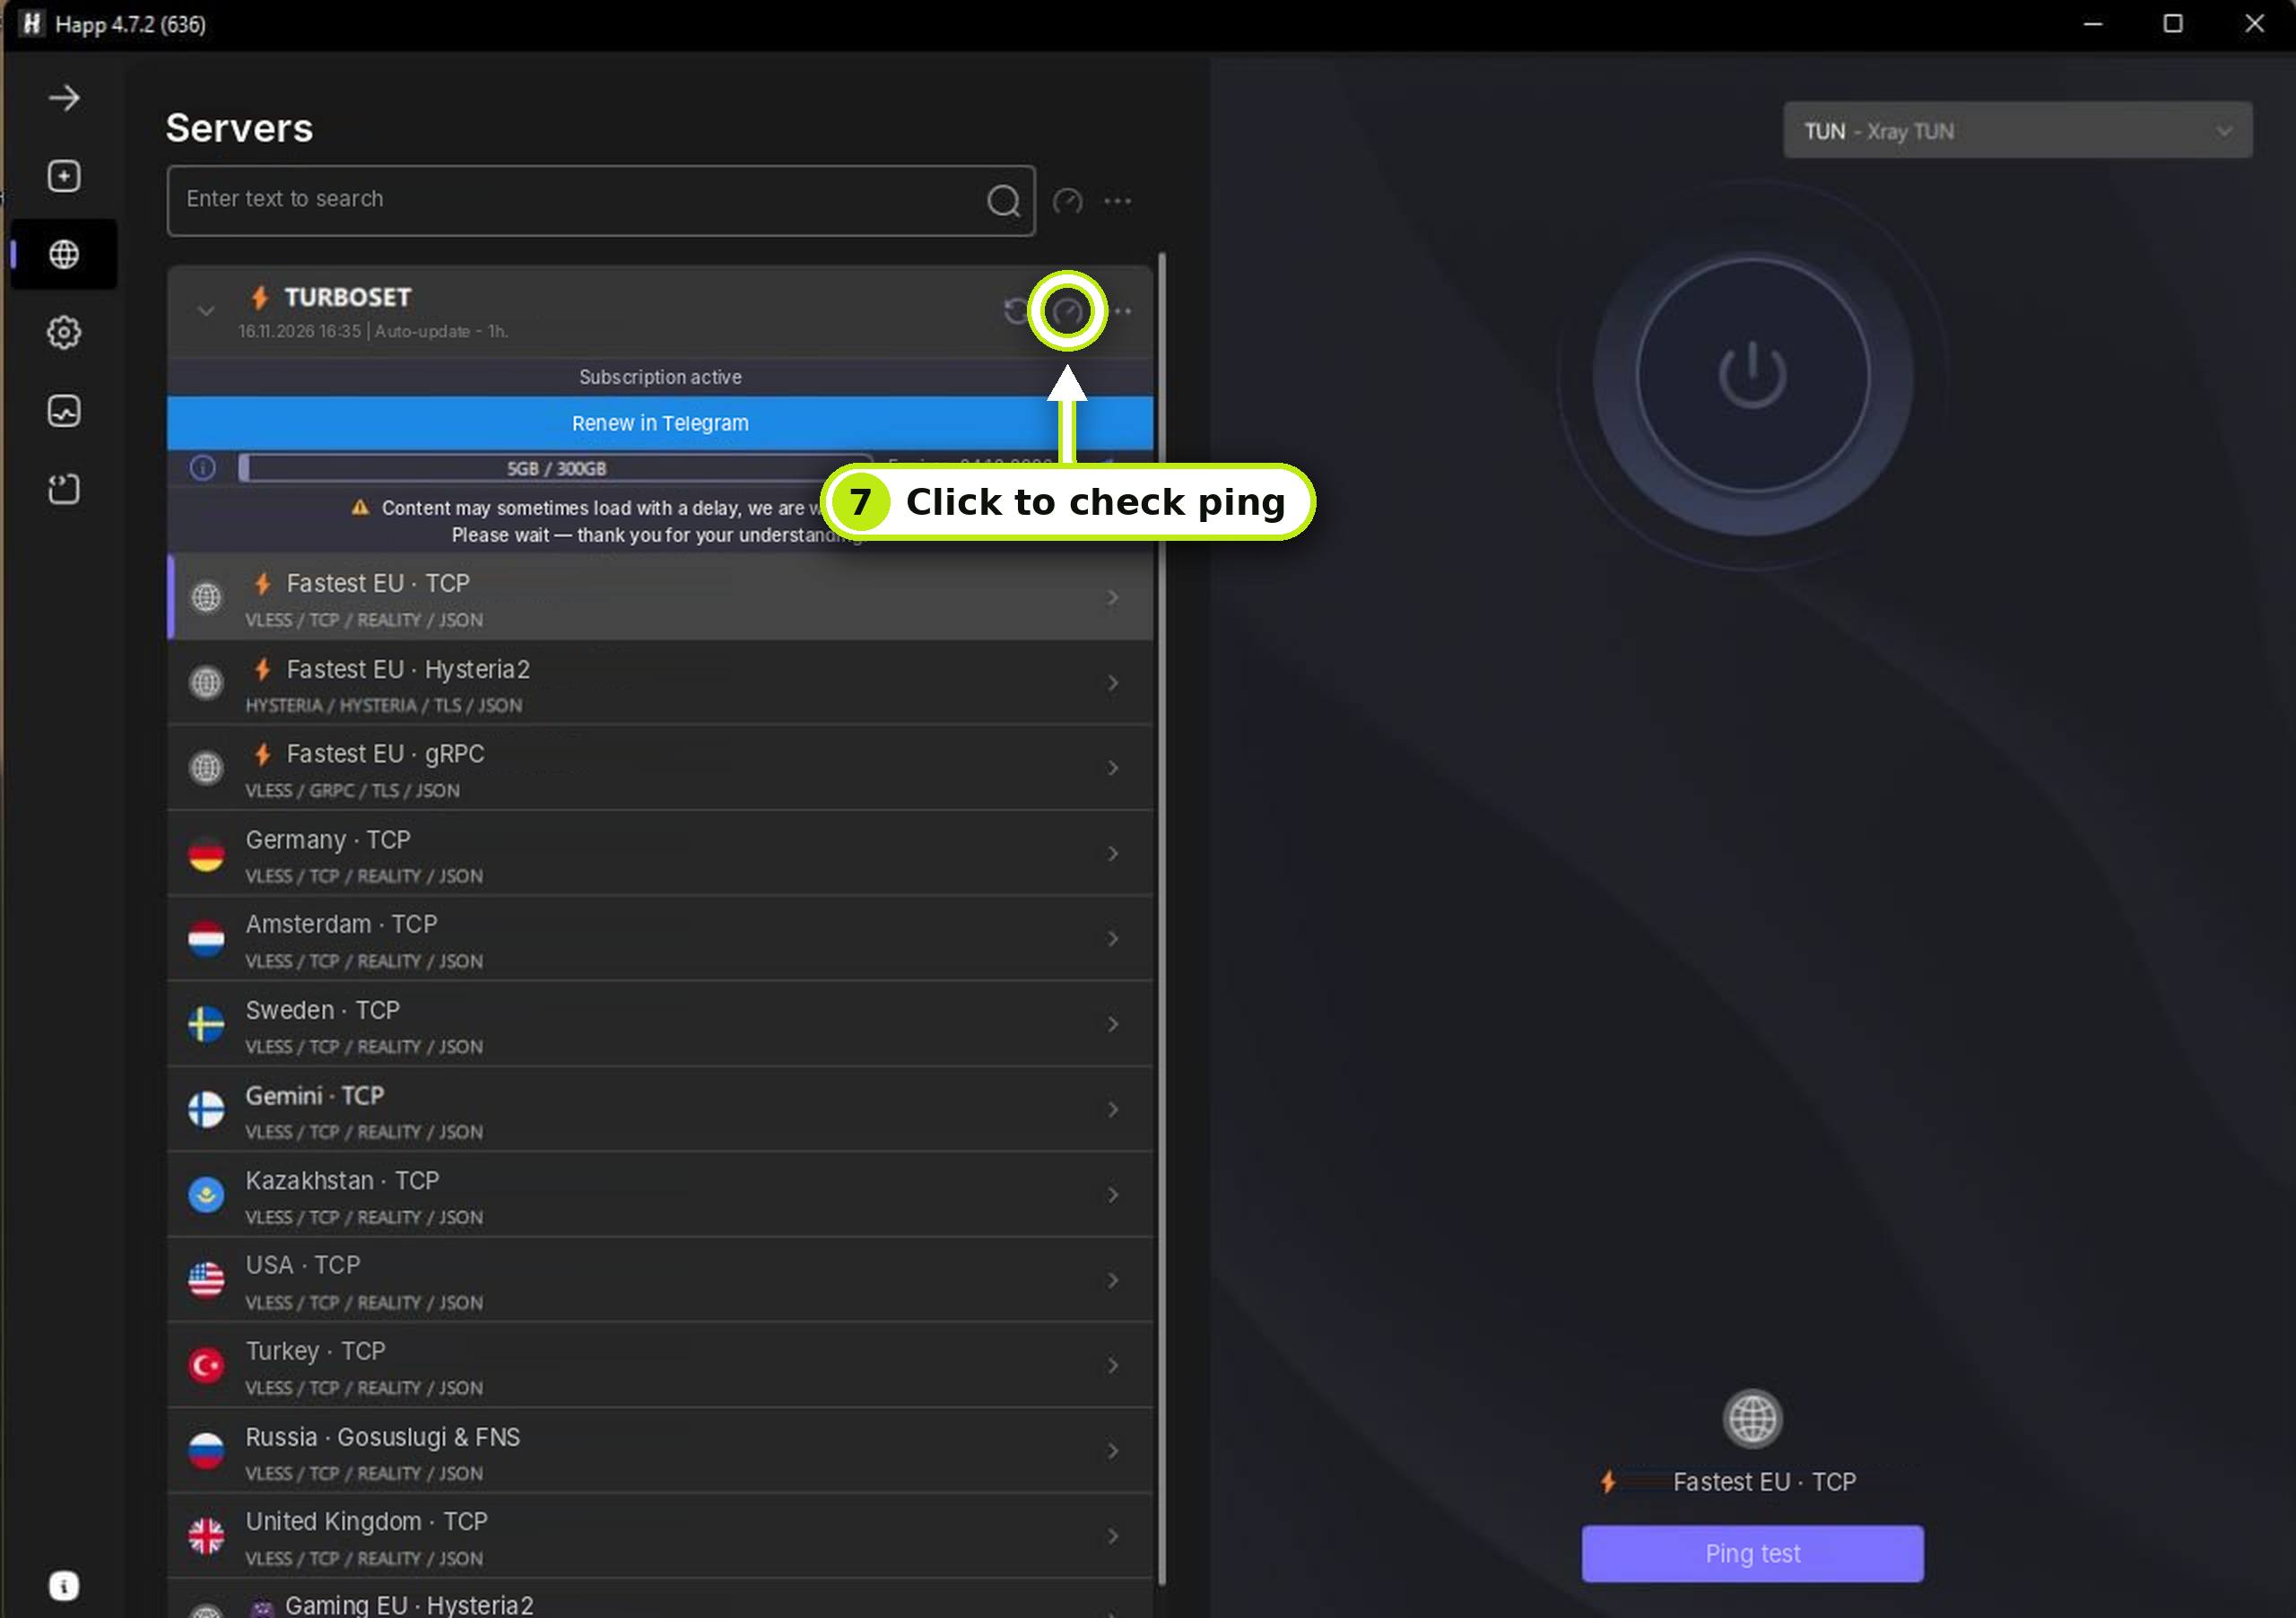 Happ 4.7.2 (636)
Servers
TUN - Xray TUN
Enter text to search
TURBOSET
16.11.2026 16:35 | Auto-update - 1h.
Subscription active
Renew in Telegram
5GB / 300GB
7 Click to check ping
Content may sometimes load with a delay, we are
Please wait — thank you for your understanding
Fastest EU · TCP
VLESS / TCP / REALITY / JSON
Fastest EU · Hysteria2
HYSTERIA / HYSTERIA / TLS / JSON
Fastest EU · gRPC
VLESS / GRPC / TLS / JSON
Germany · TCP
VLESS / TCP / REALITY / JSON
Amsterdam · TCP
VLESS / TCP / REALITY / JSON
Sweden · TCP
VLESS / TCP / REALITY / JSON
Gemini · TCP
VLESS / TCP / REALITY / JSON
Kazakhstan · TCP
VLESS / TCP / REALITY / JSON
USA · TCP
VLESS / TCP / REALITY / JSON
Turkey · TCP
VLESS / TCP / REALITY / JSON
Russia · Gosuslugi & FNS
VLESS / TCP / REALITY / JSON
United Kingdom · TCP
VLESS / TCP / REALITY / JSON
Gaming EU · Hysteria2
Fastest EU · TCP
Ping test